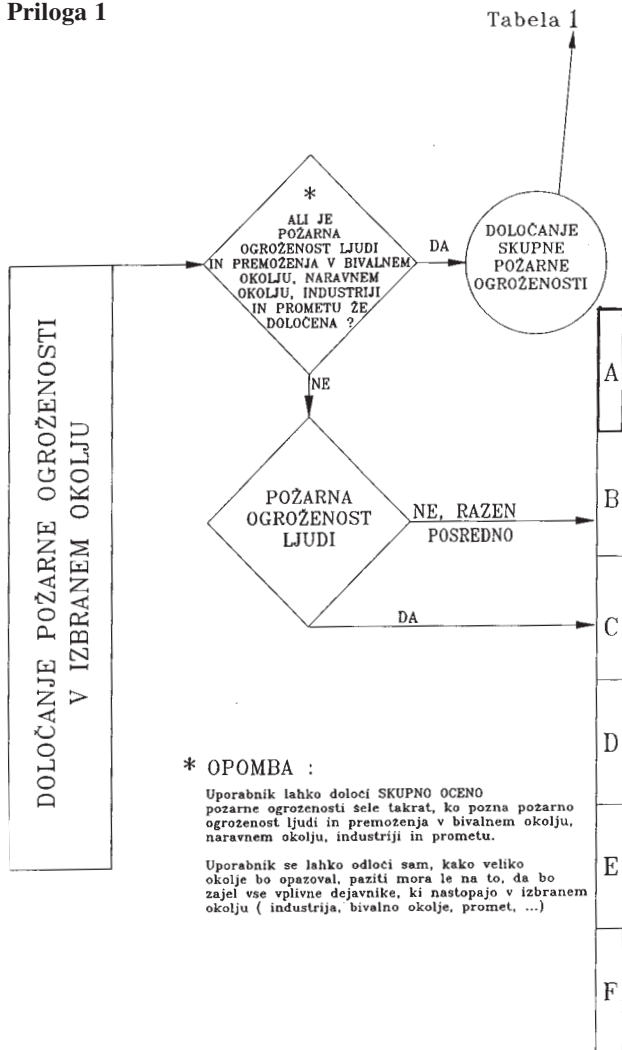 Priloga 1
Tabela 1
*
ALI JE
POŽARNA
OGROŽENOST LJUDI
IN PREMOŽENJA V BIVALNEM
OKOLJU, NARAVNEM
OKOLJU, INDUSTRIJI
IN PROMETU ŽE
DOLOČENA ?
DA
DOLOČANJE
SKUPNE
POŽARNE
OGROŽENOSTI
NE
DOLOČANJE POŽARNE OGROŽENOSTI
V IZBRANEM OKOLJU
POŽARNA
OGROŽENOST
LJUDI
NE, RAZEN
POSREDNO
DA
A
B
C
D
E
F
* OPOMBA :
Uporabnik lahko določi SKUPNO OCENO
požarne ogroženosti šele takrat, ko pozna požarno
ogroženost ljudi in premoženja v bivalnem okolju,
naravnem okolju, industriji in prometu.
Uporabnik se lahko odloči sam, kako veliko
okolje bo opazoval, paziti mora le na to, da bo
zajel vse vplivne dejavnike, ki nastopajo v izbranem
okolju ( industrija, bivalno okolje, promet, ...)